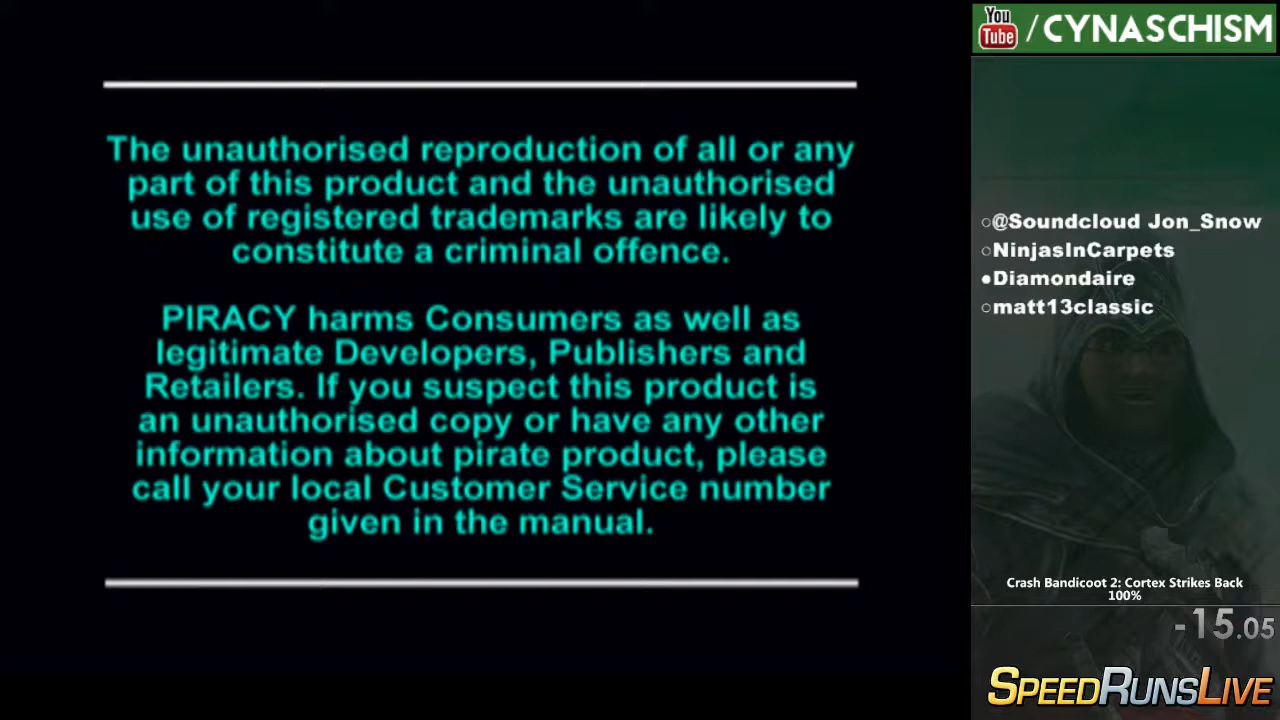 The unauthorised reproduction of all or any
part of this product and the unauthorised
use of registered trademarks are likely to
constitute a criminal offence.
PIRACY harms Consumers as well as
legitimate Developers, Publishers and
Retailers. If you suspect this product is
an unauthorised copy or have any other
information about pirate product, please
call your local Customer Service number
given in the manual.
You Tube /CYNASCHISM
○@Soundcloud Jon_Snow
○NinjasInCarpets
●Diamondaire
○matt13classic
Crash Bandicoot 2: Cortex Strikes Back
100%
-15.05
SPEEDRUNSLIVE